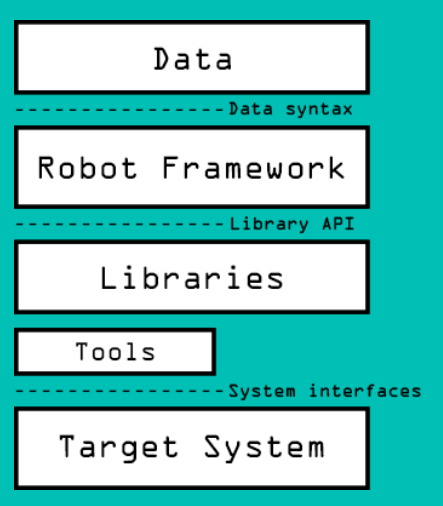 Data
Data syntax
Robot Framework
Library API
Libraries
Tools
System interfaces
Target System